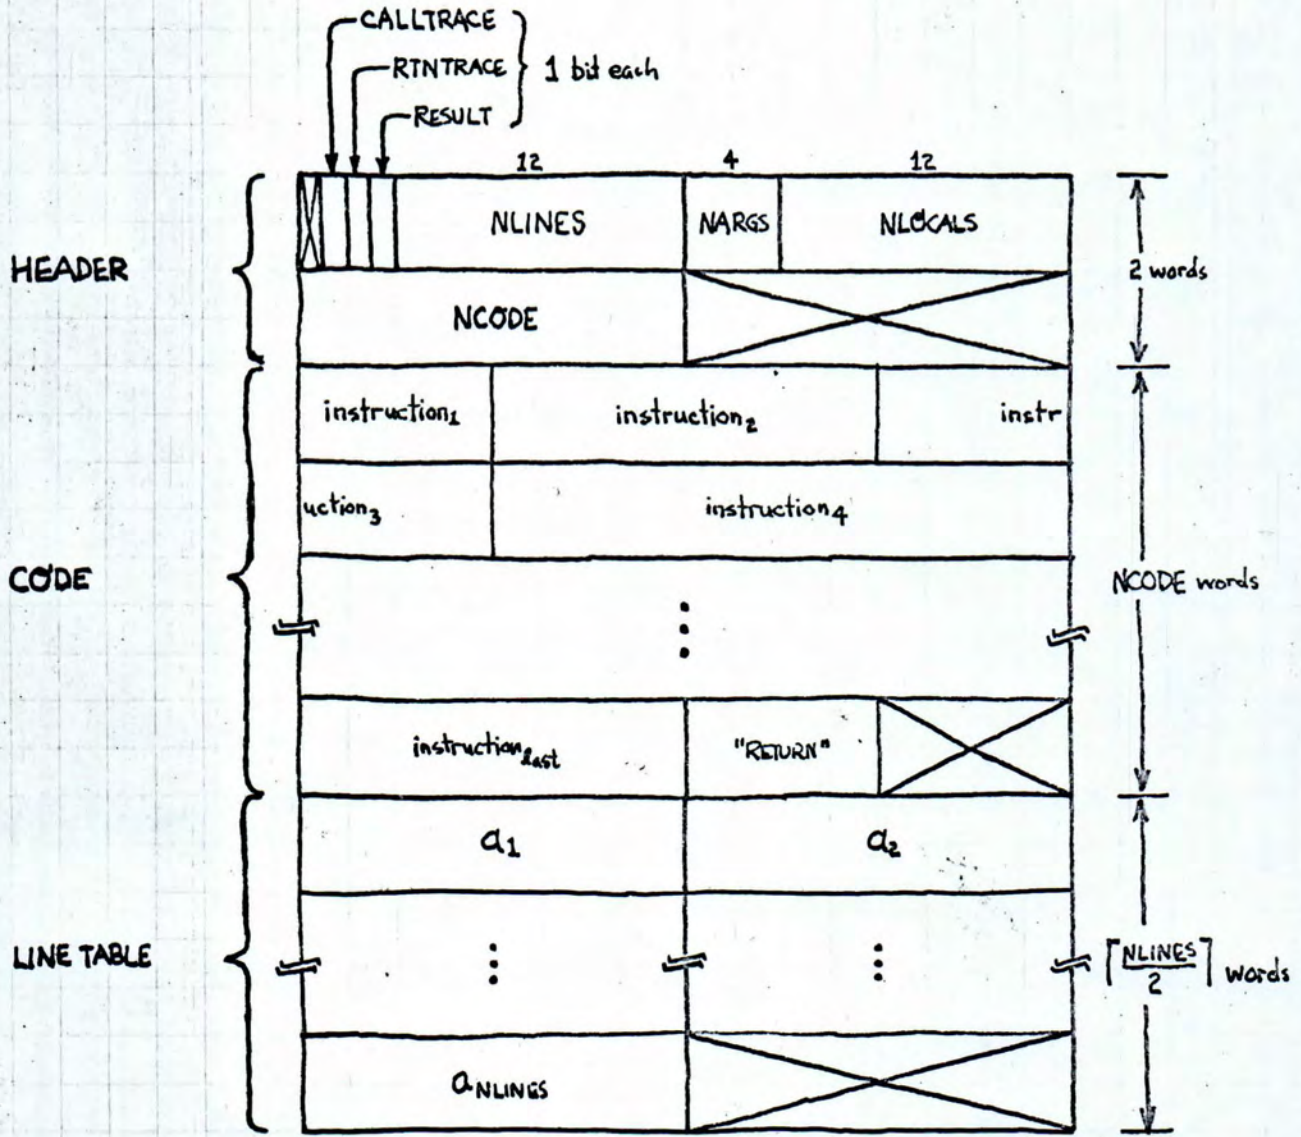 CALLTRACE
RTNTRACE
1 bit each
RESULT
12 4 12
NLINES NARGS NLOCALS
HEADER
2 words
NCODE
instruction1 instruction2 instr
uction3 instruction4
CODE
NCODE words
instructionlast "RETURN"
a1 a2
LINE TABLE
⌈NLINES/2⌉ words
aNLINES